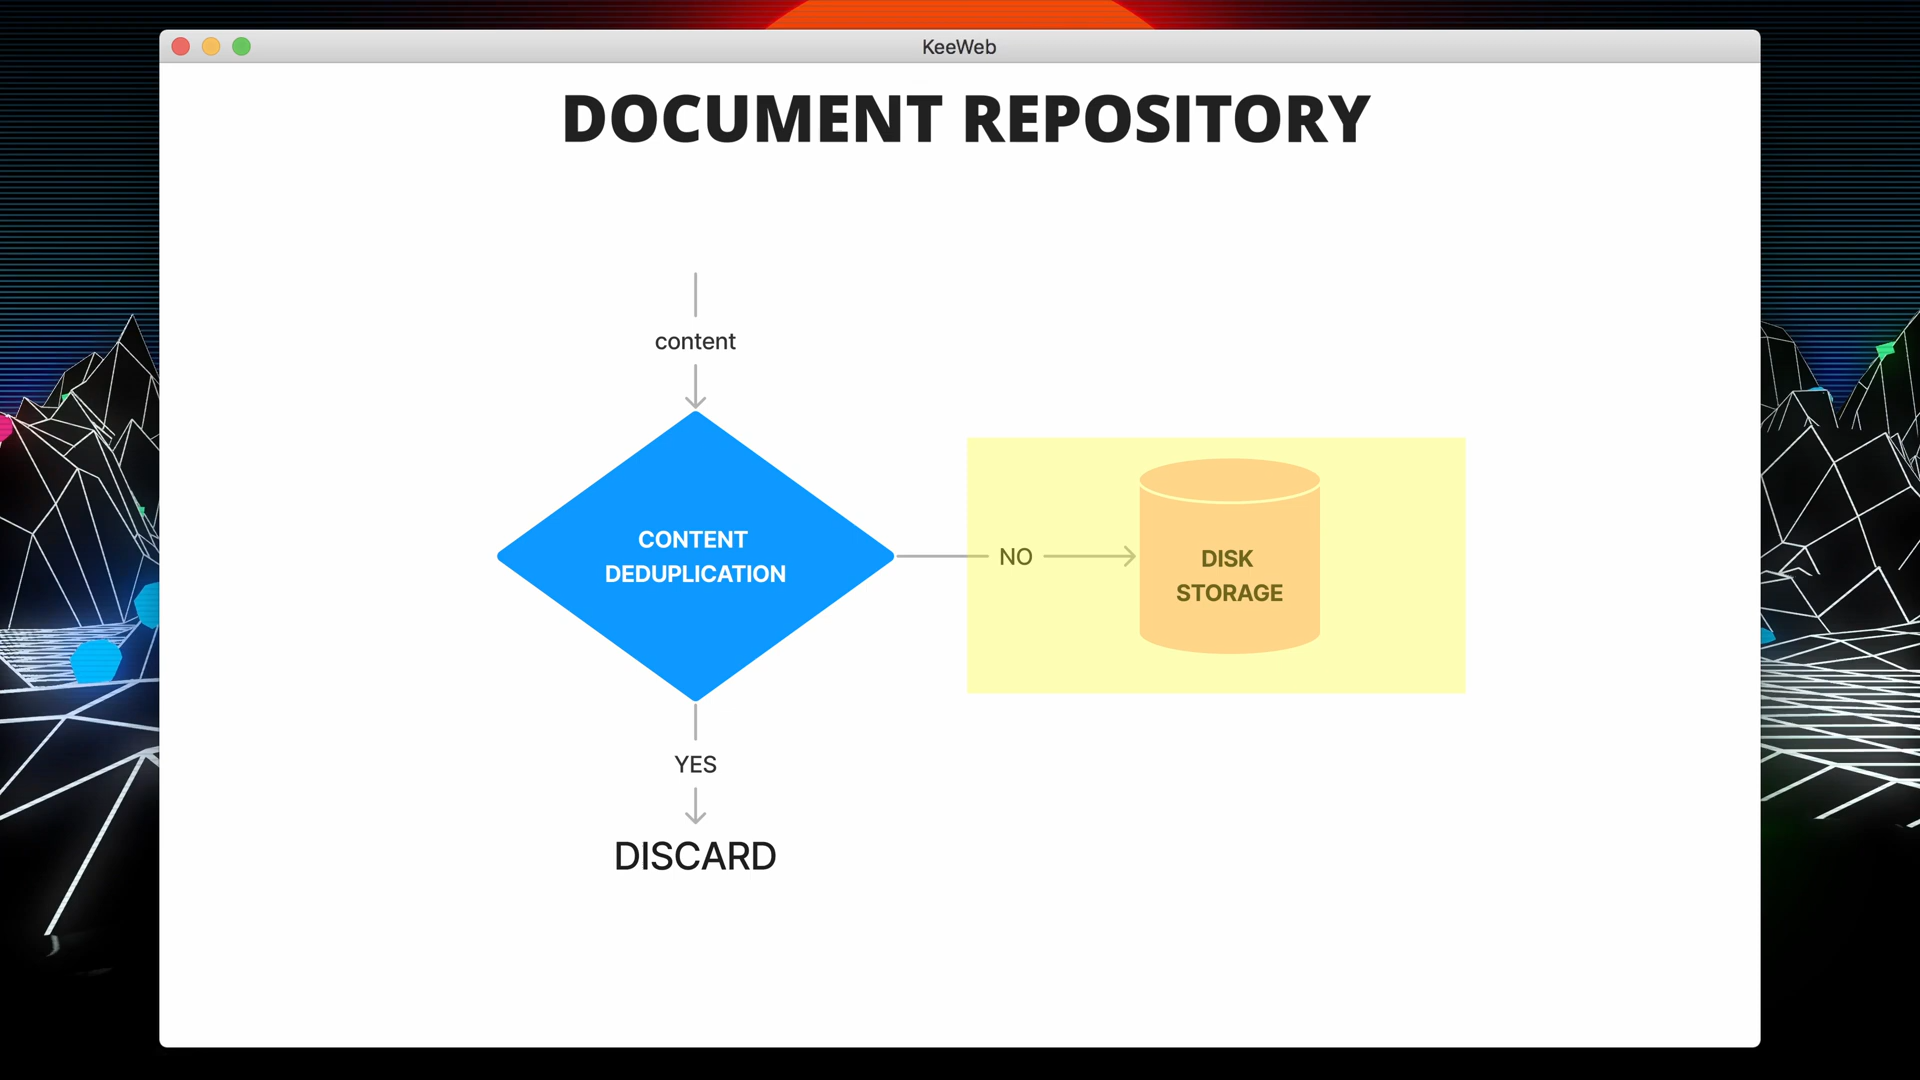 KeeWeb
DOCUMENT REPOSITORY
content
CONTENT
DEDUPLICATION
NO
DISK
STORAGE
YES
DISCARD